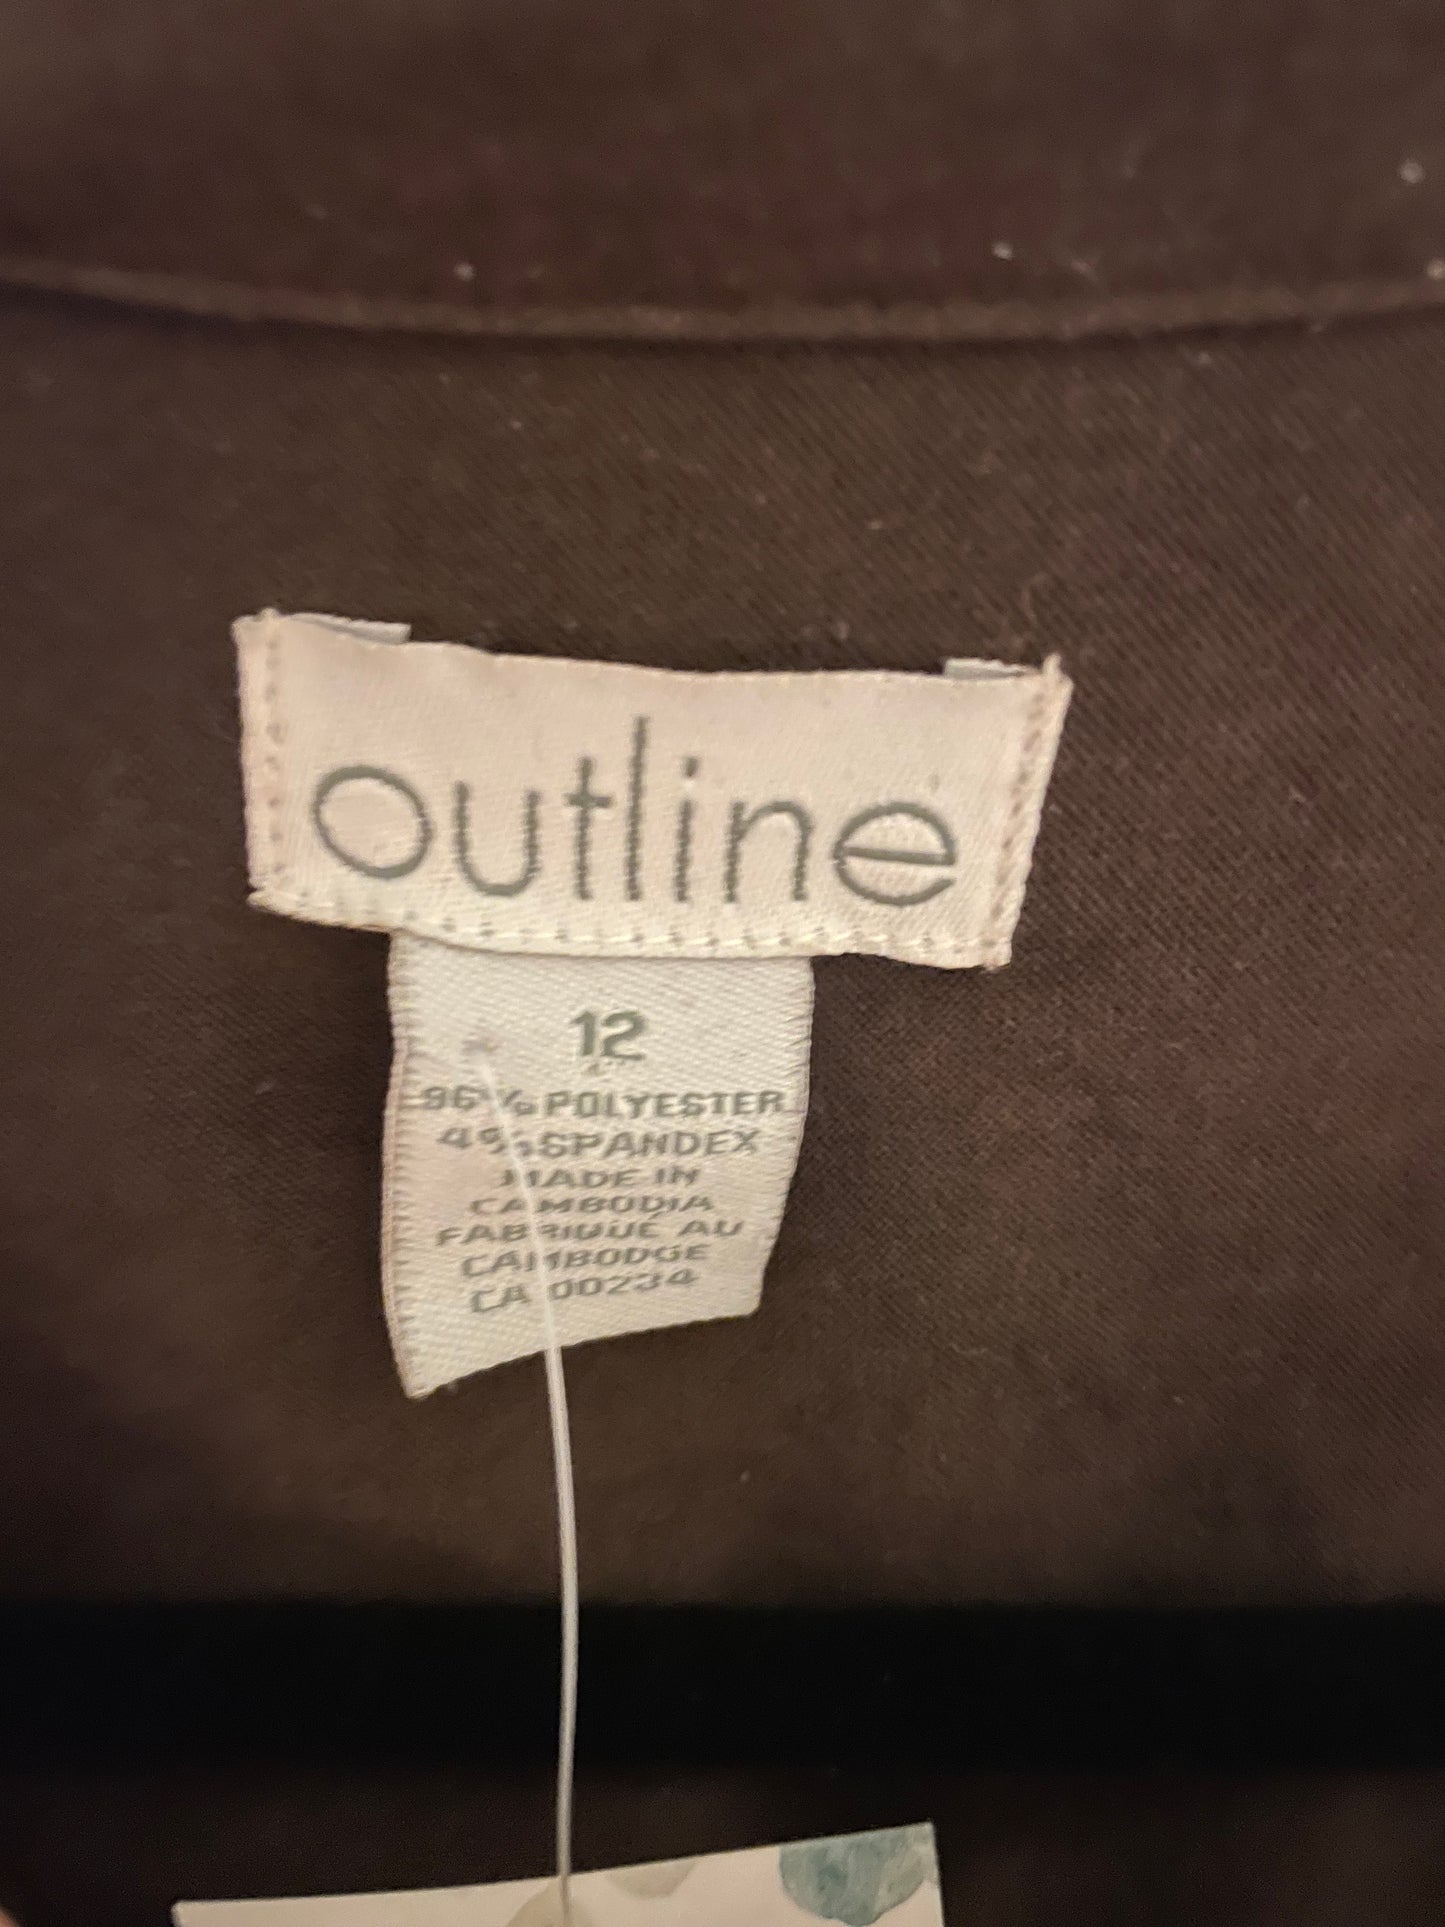 outline
12
96% POLYESTER
4% SPANDEX
MADE IN
CAMBODIA
FABRIQUÉ AU
CAMBODGE
CA 00234